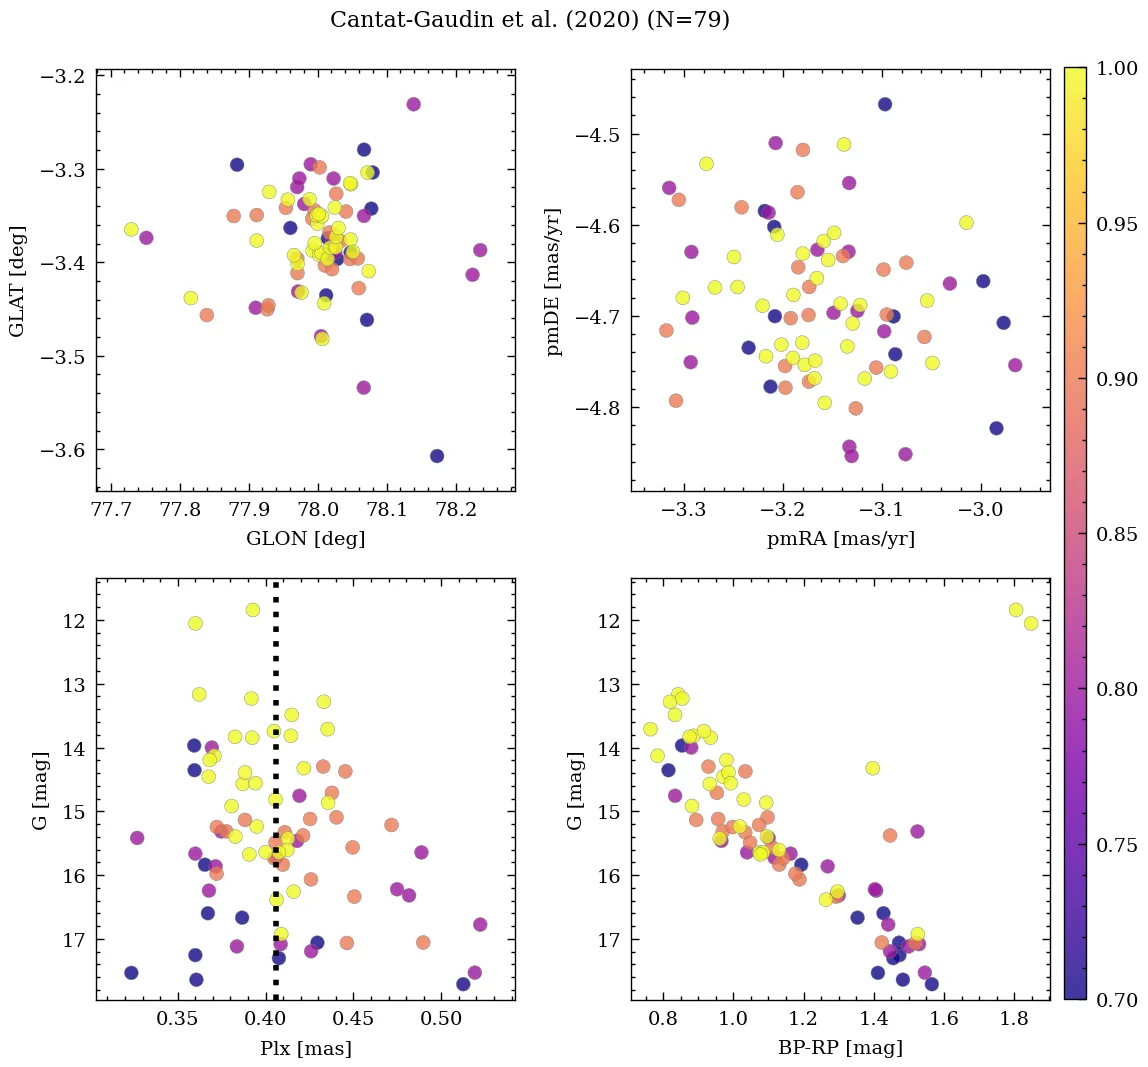 Cantat-Gaudin et al. (2020) (N=79)
GLAT [deg]
−3.2
−3.3
−3.4
−3.5
−3.6
77.7 77.8 77.9 78.0 78.1 78.2
GLON [deg]
pmDE [mas/yr]
−4.5
−4.6
−4.7
−4.8
−3.3 −3.2 −3.1 −3.0
pmRA [mas/yr]
G [mag]
12
13
14
15
16
17
0.35 0.40 0.45 0.50
Plx [mas]
G [mag]
12
13
14
15
16
17
0.8 1.0 1.2 1.4 1.6 1.8
BP-RP [mag]
1.00
0.95
0.90
0.85
0.80
0.75
0.70